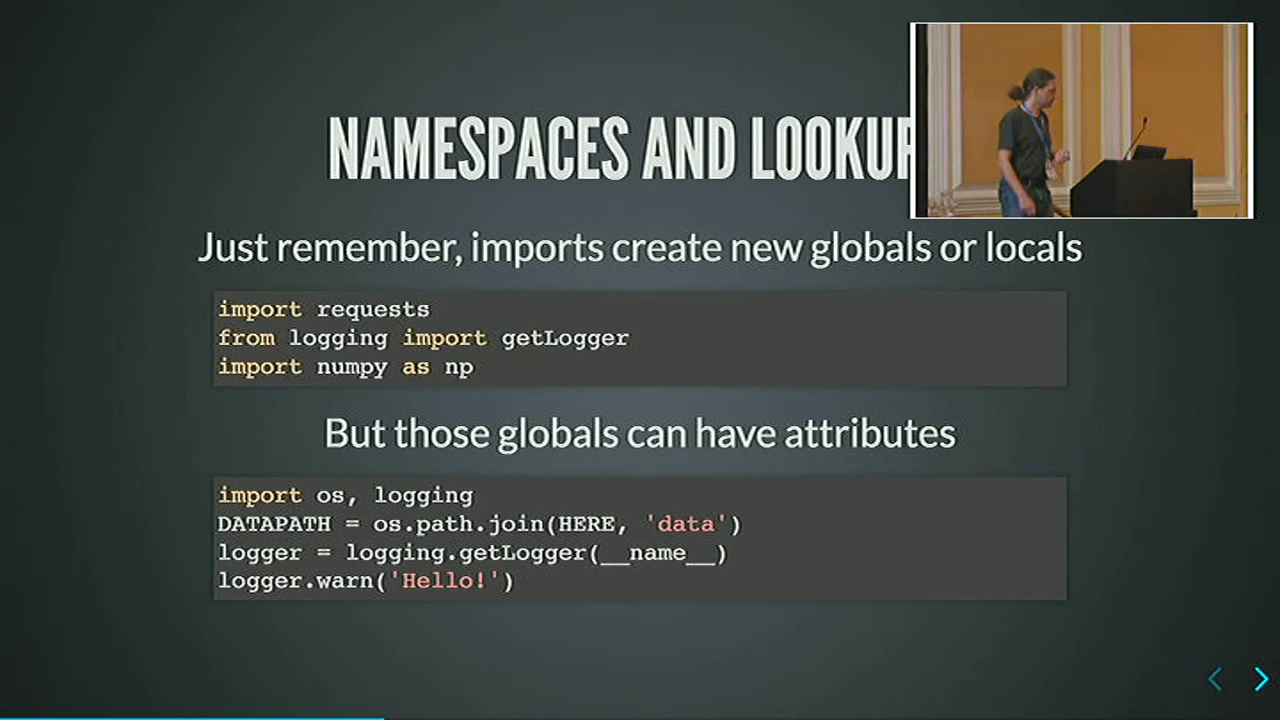 NAMESPACES AND LOOKUP
Just remember, imports create new globals or locals
import requests
from logging import getLogger
import numpy as np
But those globals can have attributes
import os, logging
DATAPATH = os.path.join(HERE, 'data')
logger = logging.getLogger(__name__)
logger.warn('Hello!')